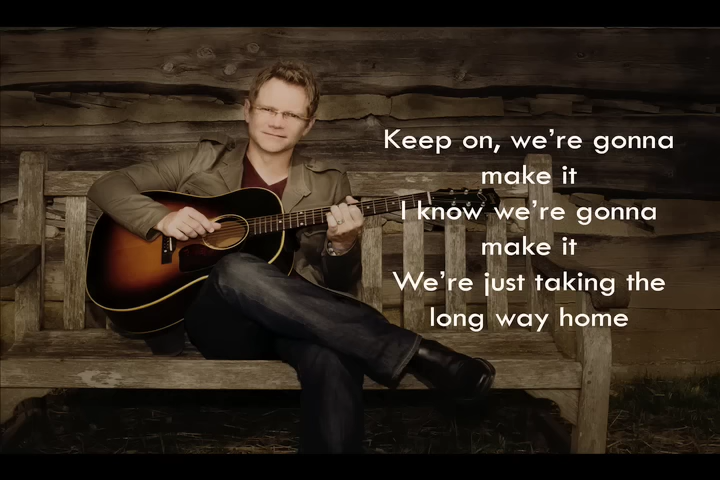 Keep on, we’re gonna
make it
I know we’re gonna
make it
We’re just taking the
long way home